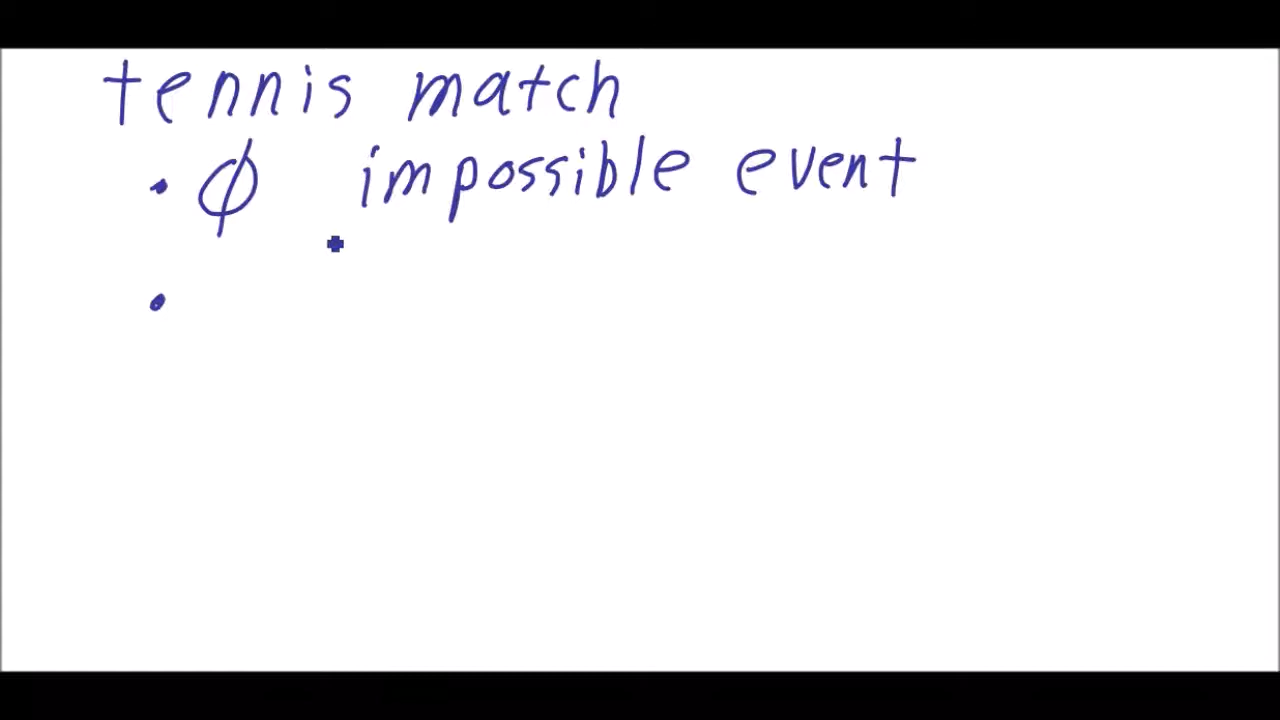 tennis match
• ∅ impossible event
•